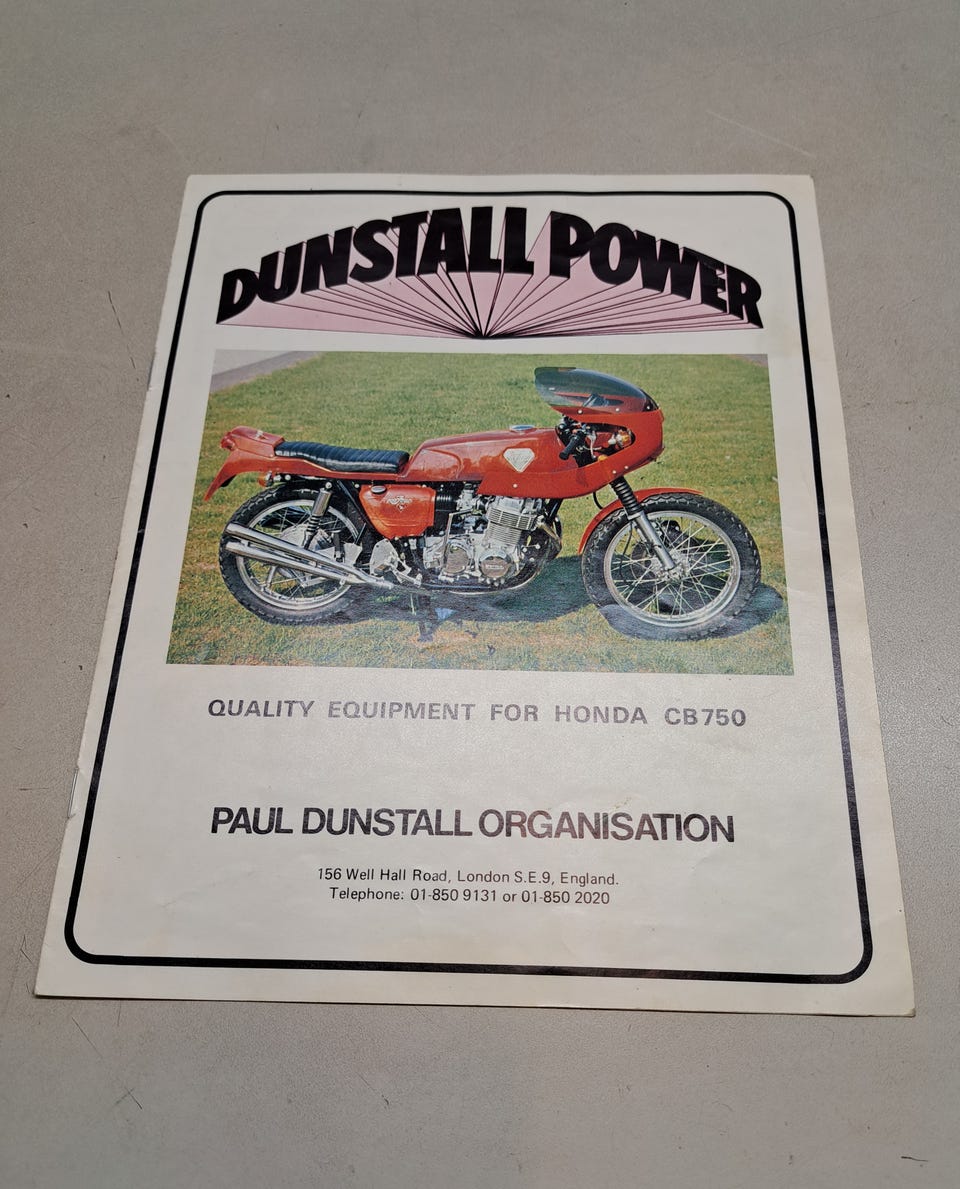 DUNSTALL POWER
QUALITY EQUIPMENT FOR HONDA CB750
PAUL DUNSTALL ORGANISATION
156 Well Hall Road, London S.E.9, England.
Telephone: 01-850 9131 or 01-850 2020